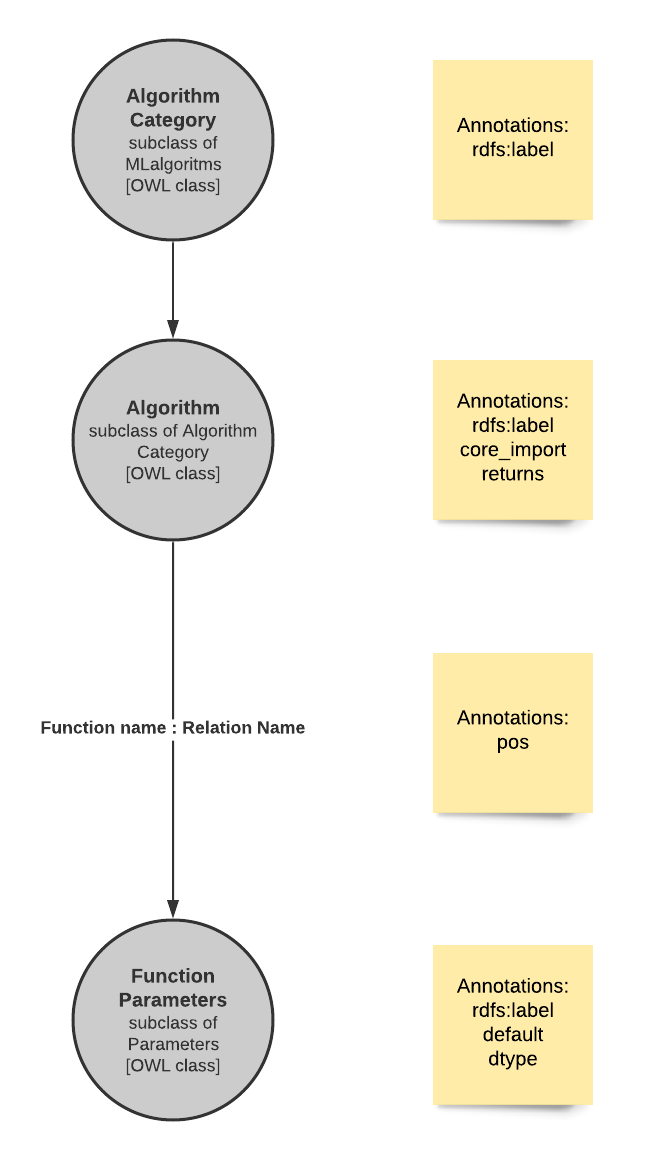 Algorithm
Category
subclass of
MLalgoritms
[OWL class]
Annotations:
rdfs:label
Algorithm
subclass of Algorithm
Category
[OWL class]
Annotations:
rdfs:label
core_import
returns
Function name : Relation Name
Annotations:
pos
Function
Parameters
subclass of
Parameters
[OWL class]
Annotations:
rdfs:label
default
dtype